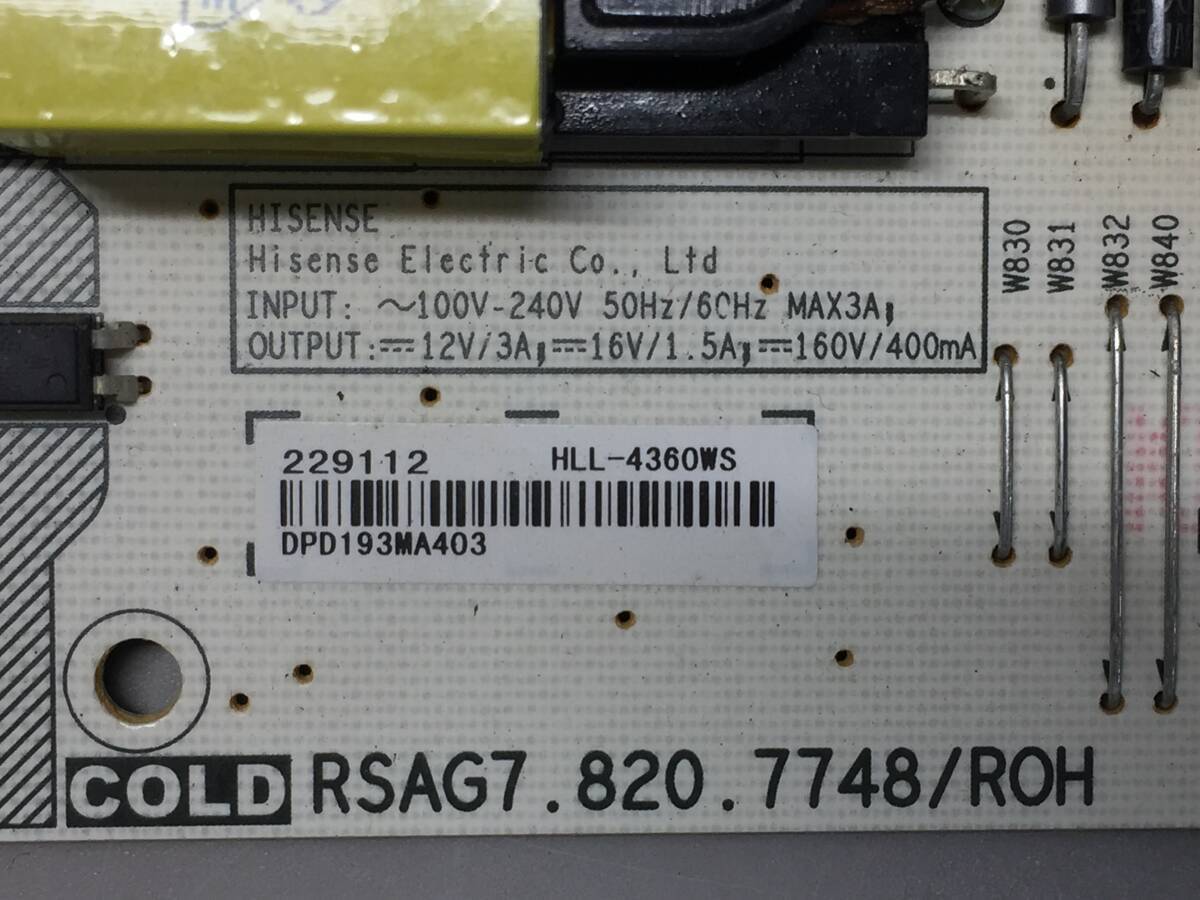 HISENSE
Hisense Electric Co., Ltd
INPUT: ～100V-240V 50Hz/60Hz MAX3A;
OUTPUT:⎓12V/3A;⎓16V/1.5A;⎓160V/400mA
W830
W831
W832
W840
229112 HLL-4360WS
DPD193MA403
COLD RSAG7.820.7748/ROH